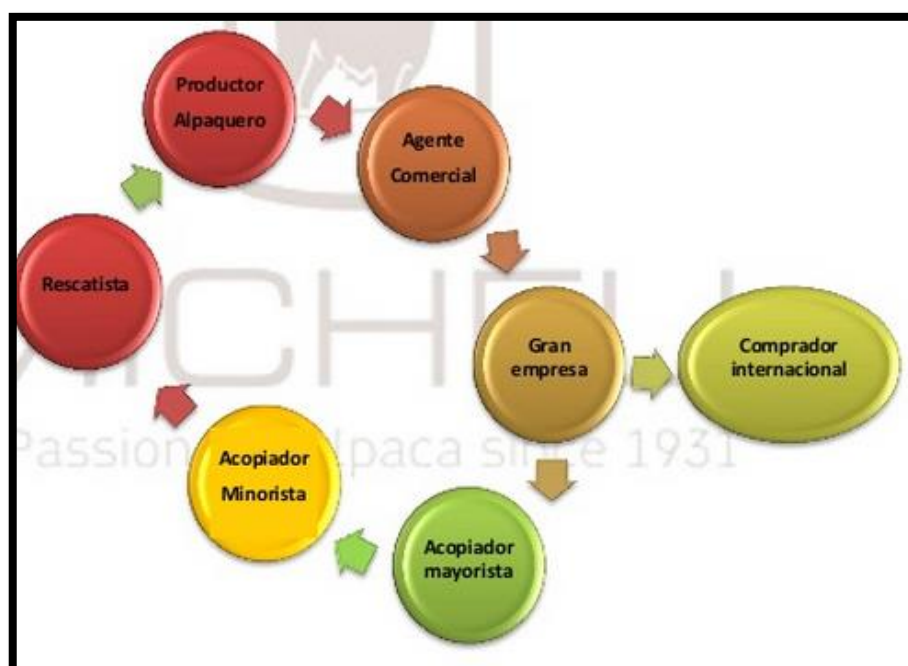 Productor
Alpaquero
Agente
Comercial
Rescatista
Gran
empresa
Comprador
internacional
Acopiador
Minorista
Acopiador
mayorista
Passion
lpaca since 1931